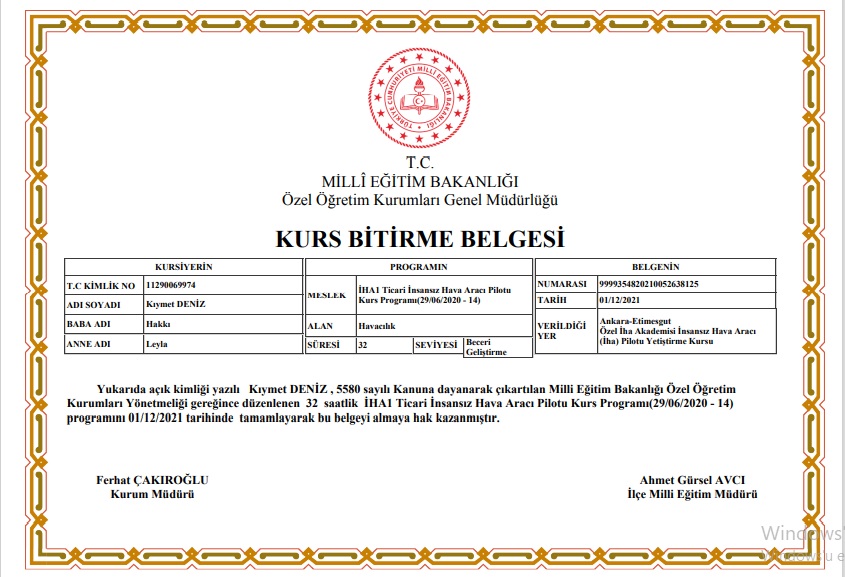 TÜRKİYE CUMHURİYETİ MİLLÎ EĞİTİM BAKANLIĞI
T.C.
MİLLÎ EĞİTİM BAKANLIĞI
Özel Öğretim Kurumları Genel Müdürlüğü
KURS BİTİRME BELGESİ
KURSİYERİN
T.C KİMLİK NO 11290069974
ADI SOYADI Kıymet DENİZ
BABA ADI Hakkı
ANNE ADI Leyla
PROGRAMIN
MESLEK İHA1 Ticari İnsansız Hava Aracı Pilotu
Kurs Programı(29/06/2020 - 14)
ALAN Havacılık
SÜRESİ 32 SEVİYESİ Beceri
Geliştirme
BELGENİN
NUMARASI 9999354820210052638125
TARİH 01/12/2021
VERİLDİĞİ YER Ankara-Etimesgut
Özel İha Akademisi İnsansız Hava Aracı
(İha) Pilotu Yetiştirme Kursu
Yukarıda açık kimliği yazılı Kıymet DENİZ , 5580 sayılı Kanuna dayanarak çıkartılan Milli Eğitim Bakanlığı Özel Öğretim
Kurumları Yönetmeliği gereğince düzenlenen 32 saatlik İHA1 Ticari İnsansız Hava Aracı Pilotu Kurs Programı(29/06/2020 - 14)
programını 01/12/2021 tarihinde tamamlayarak bu belgeyi almaya hak kazanmıştır.
Ferhat ÇAKIROĞLU
Kurum Müdürü
Ahmet Gürsel AVCI
İlçe Milli Eğitim Müdürü